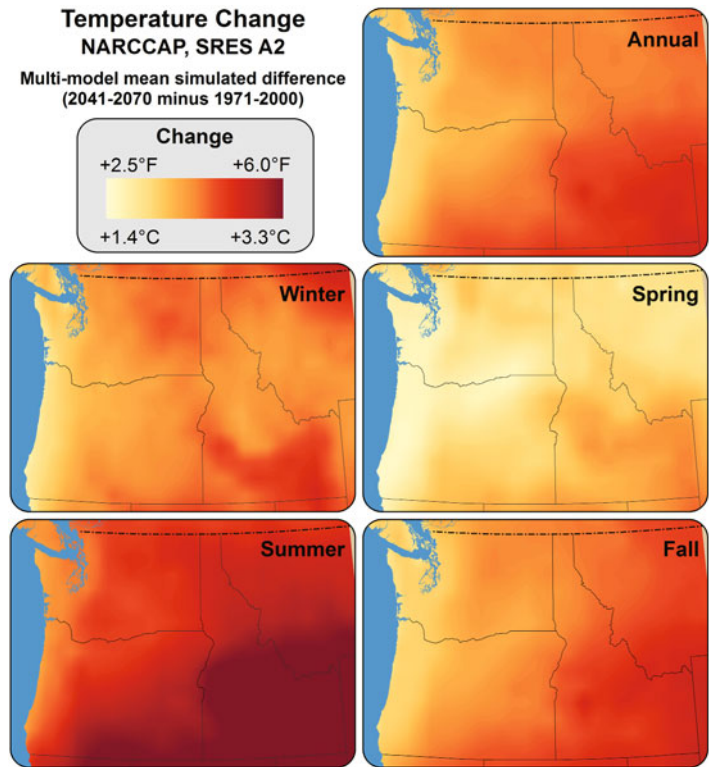 Temperature Change
NARCCAP, SRES A2
Multi-model mean simulated difference
(2041-2070 minus 1971-2000)
Change
+2.5°F +6.0°F
+1.4°C +3.3°C
Annual
Winter
Spring
Summer
Fall